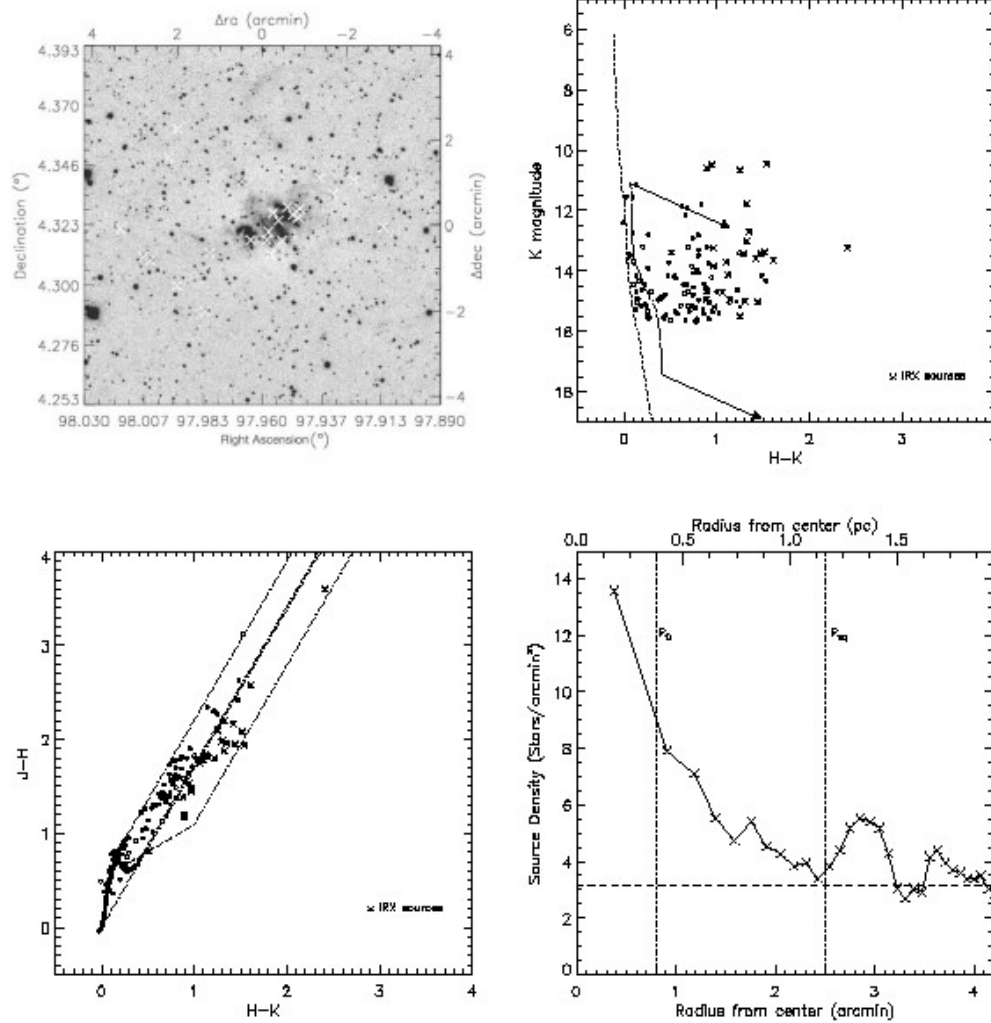 Δra (arcmin)
4 2 0 −2 −4
4.393
4.370
4.346
4.323
4.300
4.276
4.253
Declination (°)
4
2
0
−2
−4
Δdec (arcmin)
98.030 98.007 97.983 97.960 97.937 97.913 97.890
Right Ascension(°)
6
8
10
12
14
16
18
K magnitude
× IRX sources
0 1 2 3
H−K
4
3
2
1
0
J−H
× IRX sources
0 1 2 3 4
H−K
Radius from center (pc)
0.0 0.5 1.0 1.5
14
12
10
8
6
4
2
0
Source Density (Stars/arcmin²)
0 1 2 3 4
Radius from center (arcmin)